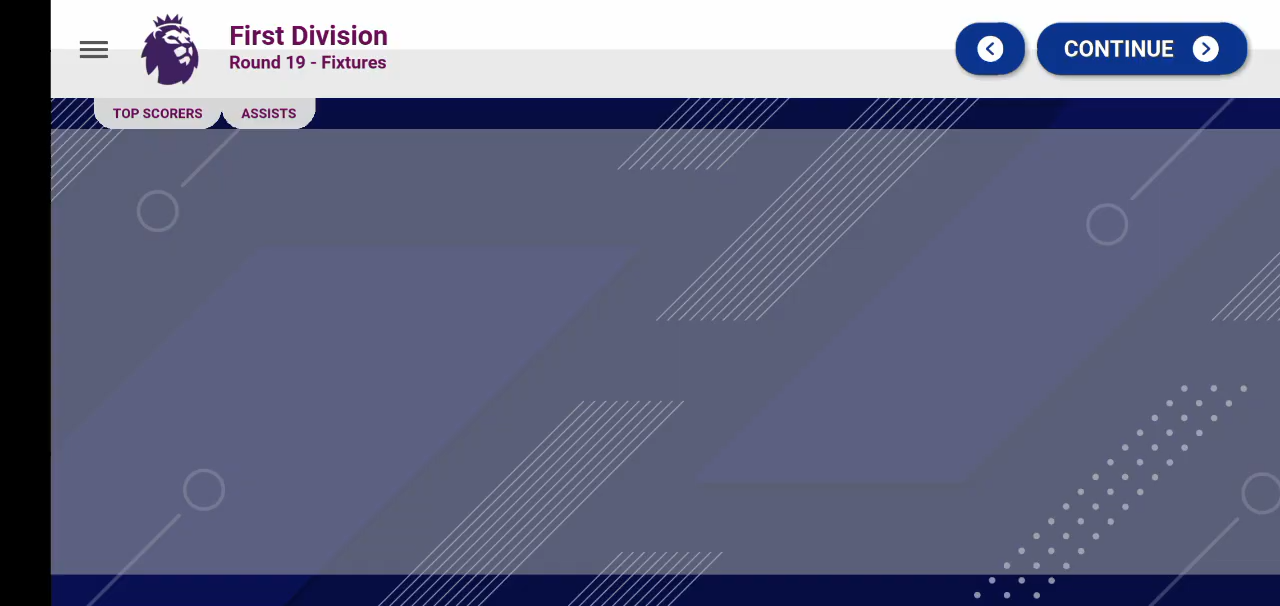 First Division
Round 19 - Fixtures
CONTINUE
TOP SCORERS
ASSISTS